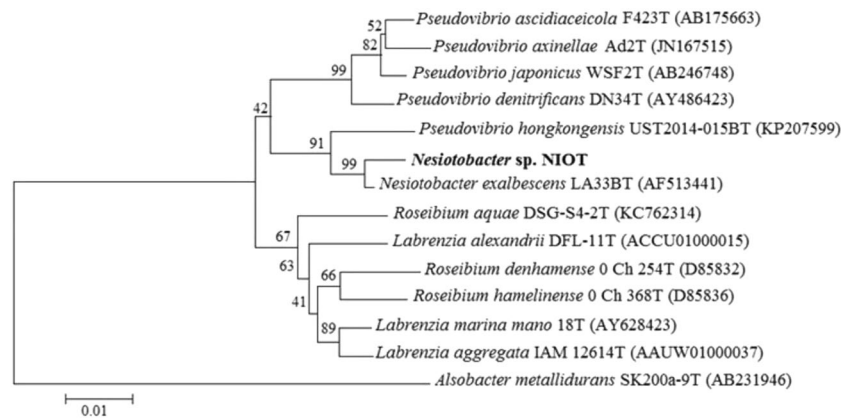 52
Pseudovibrio ascidiaceicola F423T (AB175663)
82
Pseudovibrio axinellae Ad2T (JN167515)
99
Pseudovibrio japonicus WSF2T (AB246748)
Pseudovibrio denitrificans DN34T (AY486423)
42
Pseudovibrio hongkongensis UST2014-015BT (KP207599)
91
Nesiotobacter sp. NIOT
99
Nesiotobacter exalbescens LA33BT (AF513441)
Roseibium aquae DSG-S4-2T (KC762314)
67
Labrenzia alexandrii DFL-11T (ACCU01000015)
63
Roseibium denhamense 0 Ch 254T (D85832)
66
Roseibium hamelinense 0 Ch 368T (D85836)
41
Labrenzia marina mano 18T (AY628423)
89
Labrenzia aggregata IAM 12614T (AAUW01000037)
Alsobacter metallidurans SK200a-9T (AB231946)
0.01